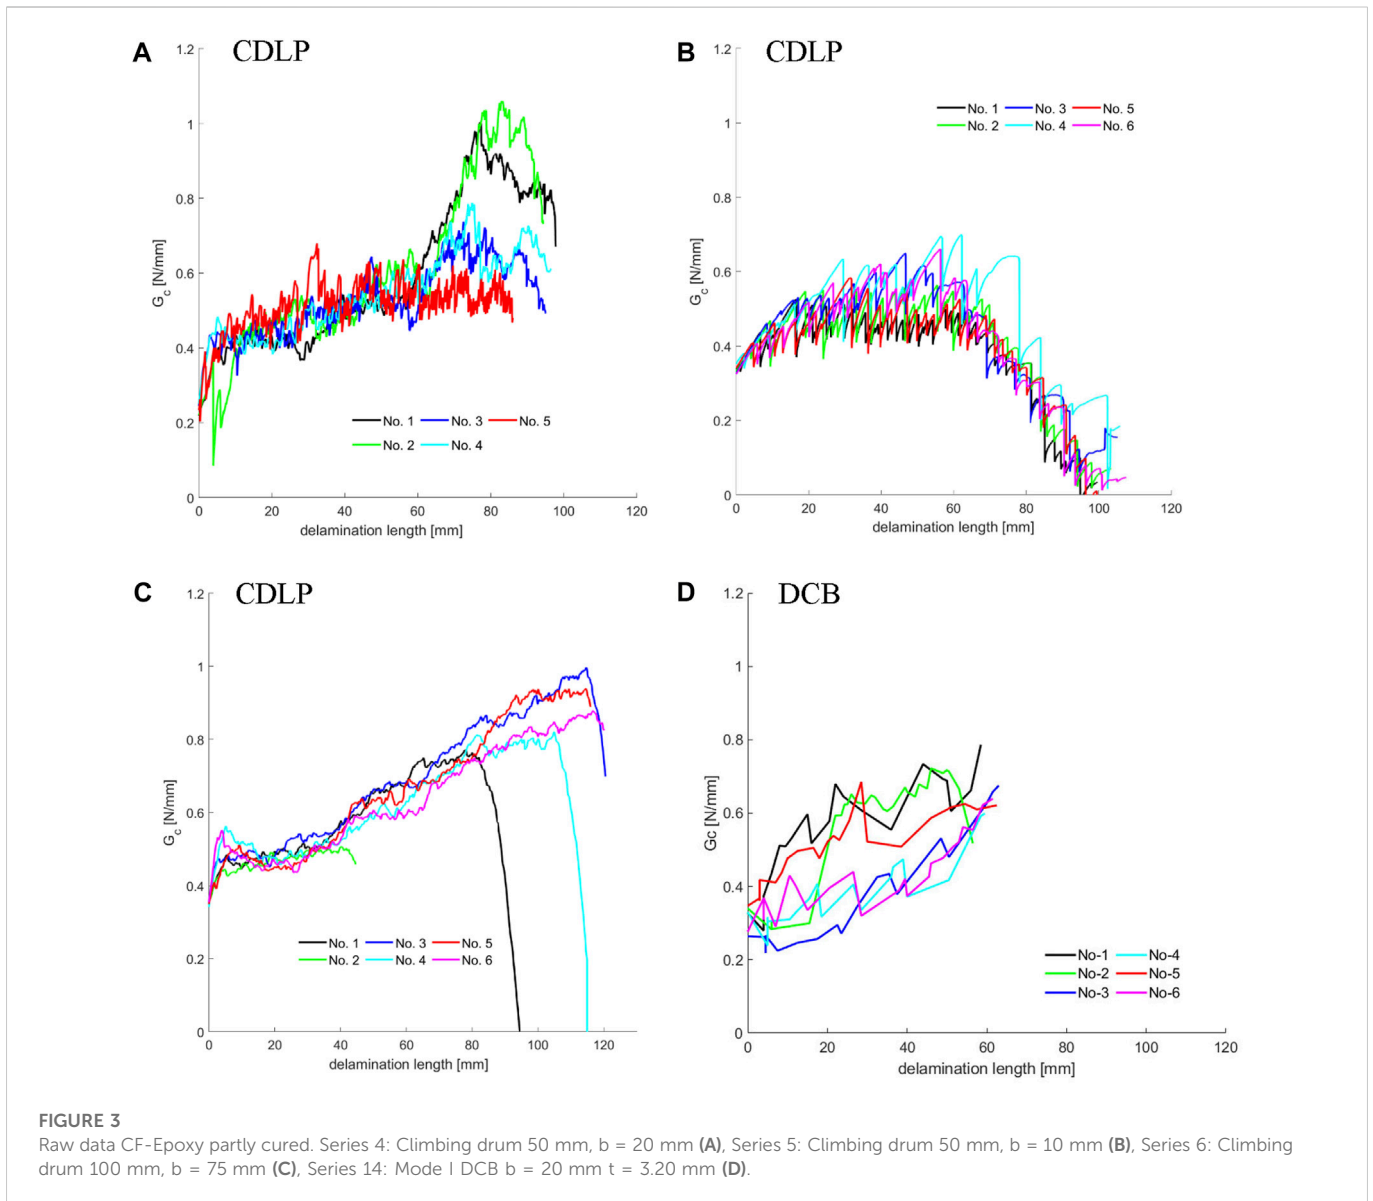 A CDLP
1.2
1
0.8
0.6
0.4
0.2
0
G_c [N/mm]
0 20 40 60 80 100 120
delamination length [mm]
No. 1 No. 3 No. 5
No. 2 No. 4
B CDLP
1.2
1
0.8
0.6
0.4
0.2
0
G_c [N/mm]
0 20 40 60 80 100 120
delamination length [mm]
No. 1 No. 3 No. 5
No. 2 No. 4 No. 6
C CDLP
1.2
1
0.8
0.6
0.4
0.2
0
G_c [N/mm]
0 20 40 60 80 100 120
delamination length [mm]
No. 1 No. 3 No. 5
No. 2 No. 4 No. 6
D DCB
1.2
1
0.8
0.6
0.4
0.2
0
Gc [N/mm]
0 20 40 60 80 100 120
delamination length [mm]
No-1 No-4
No-2 No-5
No-3 No-6
FIGURE 3
Raw data CF-Epoxy partly cured. Series 4: Climbing drum 50 mm, b = 20 mm (A), Series 5: Climbing drum 50 mm, b = 10 mm (B), Series 6: Climbing
drum 100 mm, b = 75 mm (C), Series 14: Mode I DCB b = 20 mm t = 3.20 mm (D).